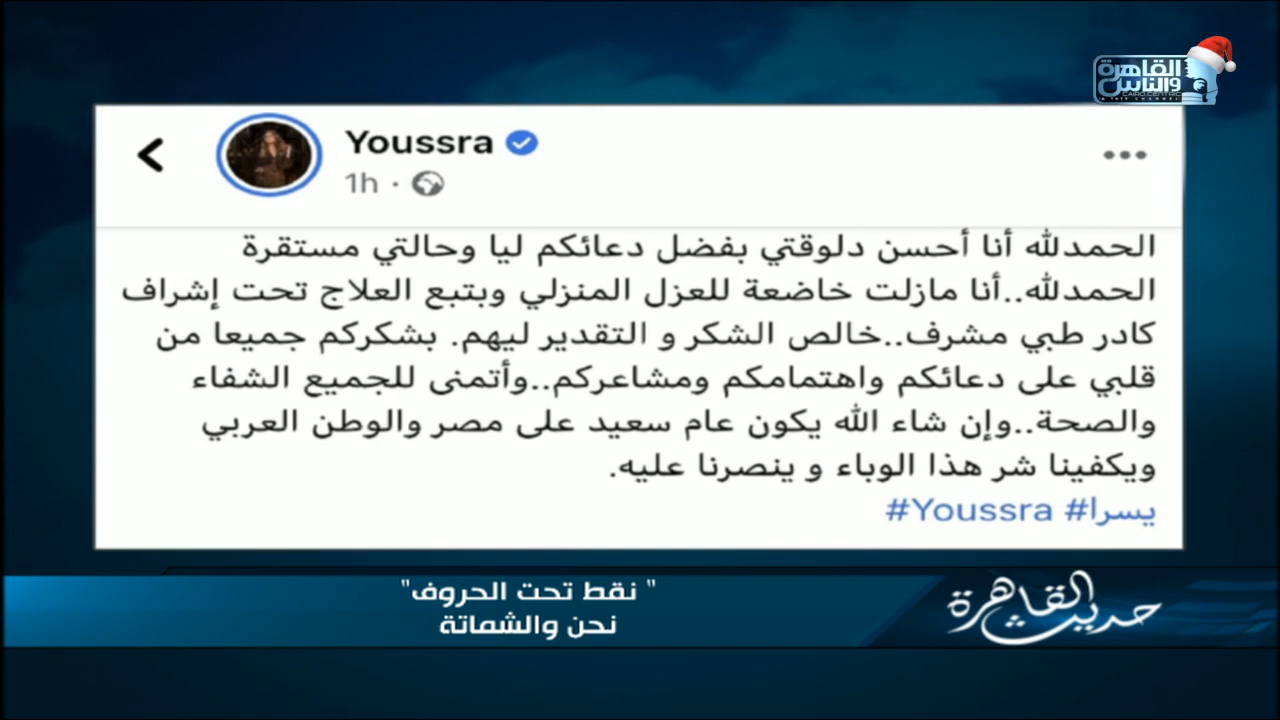 القاهرة
والناس
CAIROCENTRIC
Youssra
1h ·
الحمدلله أنا أحسن دلوقتي بفضل دعائكم ليا وحالتي مستقرة
الحمدلله..أنا مازلت خاضعة للعزل المنزلي وبتبع العلاج تحت إشراف
كادر طبي مشرف..خالص الشكر و التقدير ليهم. بشكركم جميعا من
قلبي على دعائكم واهتمامكم ومشاعركم..وأتمنى للجميع الشفاء
والصحة..وإن شاء الله يكون عام سعيد على مصر والوطن العربي
ويكفينا شر هذا الوباء و ينصرنا عليه.
#يسرا #Youssra
" نقط تحت الحروف"
نحن والشماتة
حديث القاهرة